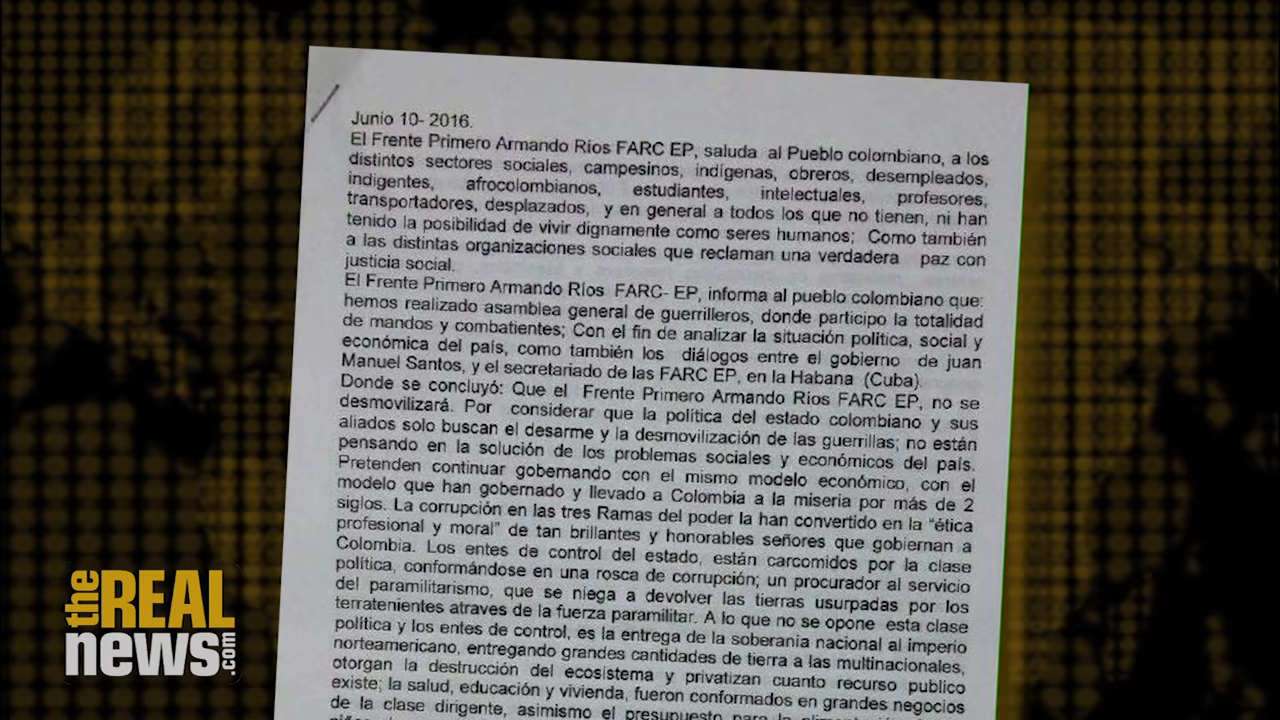 Junio 10- 2016.
El Frente Primero Armando Ríos FARC EP, saluda al Pueblo colombiano, a los
distintos sectores sociales, campesinos, indígenas, obreros, desempleados,
indigentes, afrocolombianos, estudiantes, intelectuales, profesores,
transportadores, desplazados, y en general a todos los que no tienen, ni han
tenido la posibilidad de vivir dignamente como seres humanos; Como también
a las distintas organizaciones sociales que reclaman una verdadera paz con
justicia social.
El Frente Primero Armando Ríos FARC- EP, informa al pueblo colombiano que:
hemos realizado asamblea general de guerrilleros, donde participo la totalidad
de mandos y combatientes; Con el fin de analizar la situación política, social y
económica del país, como también los diálogos entre el gobierno de juan
Manuel Santos, y el secretariado de las FARC EP, en la Habana (Cuba).
Donde se concluyó: Que el Frente Primero Armando Ríos FARC EP, no se
desmovilizará. Por considerar que la política del estado colombiano y sus
aliados solo buscan el desarme y la desmovilización de las guerrillas; no están
pensando en la solución de los problemas sociales y económicos del país.
Pretenden continuar gobernando con el mismo modelo económico, con el
modelo que han gobernado y llevado a Colombia a la miseria por más de 2
siglos. La corrupción en las tres Ramas del poder la han convertido en la “ética
profesional y moral” de tan brillantes y honorables señores que gobiernan a
Colombia. Los entes de control del estado, están carcomidos por la clase
política, conformándose en una rosca de corrupción; un procurador al servicio
del paramilitarismo, que se niega a devolver las tierras usurpadas por los
terratenientes atraves de la fuerza paramilitar. A lo que no se opone esta clase
política y los entes de control, es la entrega de la soberanía nacional al imperio
norteamericano, entregando grandes cantidades de tierra a las multinacionales,
otorgan la destrucción del ecosistema y privatizan cuanto recurso publico
existe; la salud, educación y vivienda, fueron conformados en grandes negocios
de la clase dirigente, asimismo el presupuesto para la
the REAL
news.com